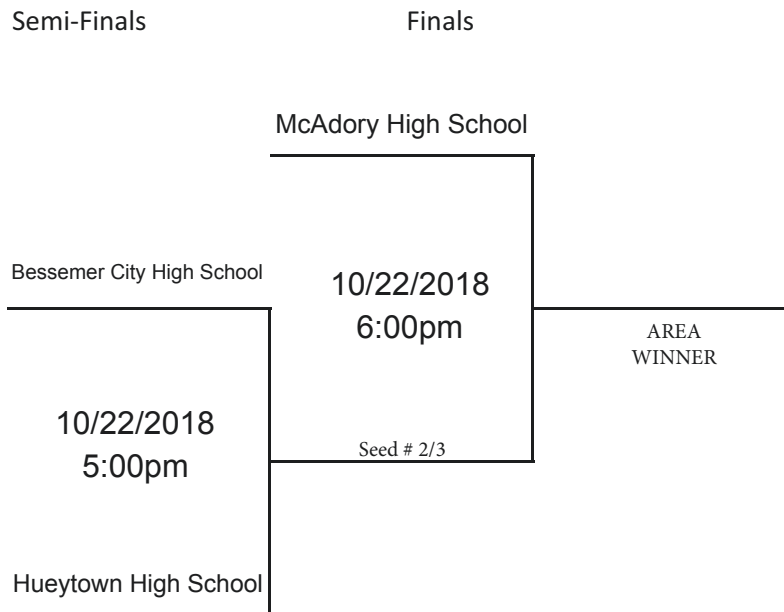 Semi-Finals
Finals
McAdory High School
Bessemer City High School
10/22/2018
6:00pm
AREA
WINNER
10/22/2018
5:00pm
Seed # 2/3
Hueytown High School